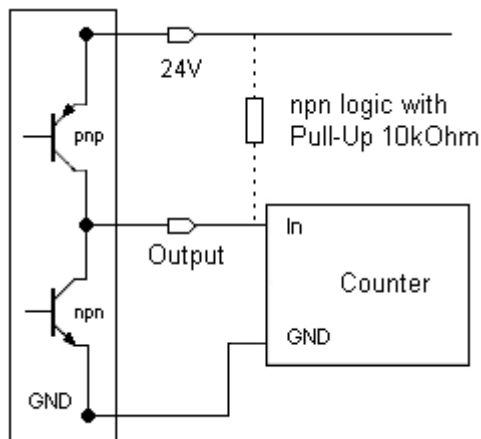 24V
npn logic with
Pull-Up 10kOhm
pnp
Output
In
Counter
npn
GND
GND